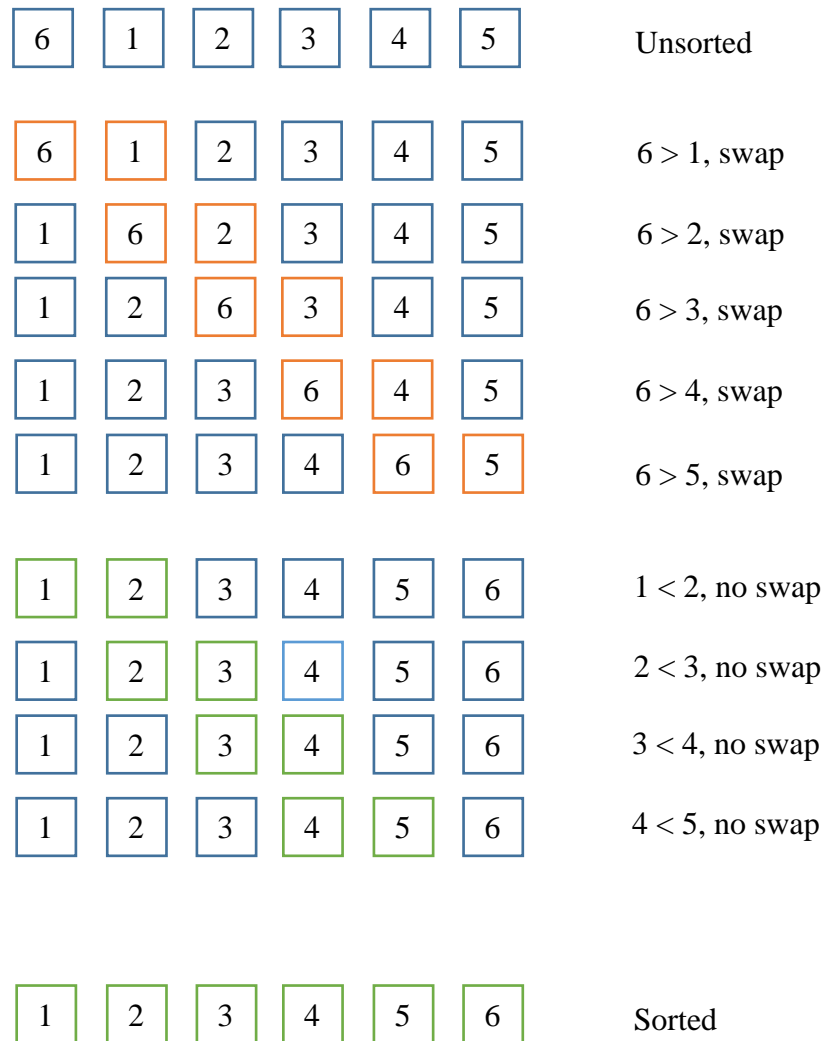 6 1 2 3 4 5 Unsorted
6 1 2 3 4 5 6 > 1, swap
1 6 2 3 4 5 6 > 2, swap
1 2 6 3 4 5 6 > 3, swap
1 2 3 6 4 5 6 > 4, swap
1 2 3 4 6 5 6 > 5, swap
1 2 3 4 5 6 1 < 2, no swap
1 2 3 4 5 6 2 < 3, no swap
1 2 3 4 5 6 3 < 4, no swap
1 2 3 4 5 6 4 < 5, no swap
1 2 3 4 5 6 Sorted